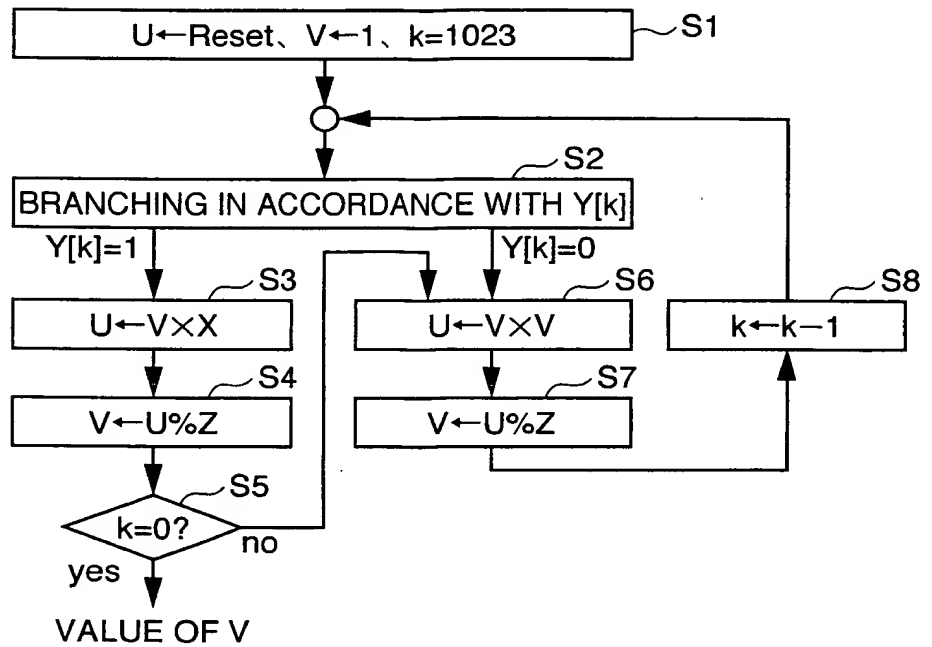 U←Reset、V←1、k=1023
S1
S2
BRANCHING IN ACCORDANCE WITH Y[k]
Y[k]=1
Y[k]=0
S3
S6
S8
U←V×X
U←V×V
k←k−1
S4
S7
V←U%Z
V←U%Z
S5
k=0?
no
yes
VALUE OF V